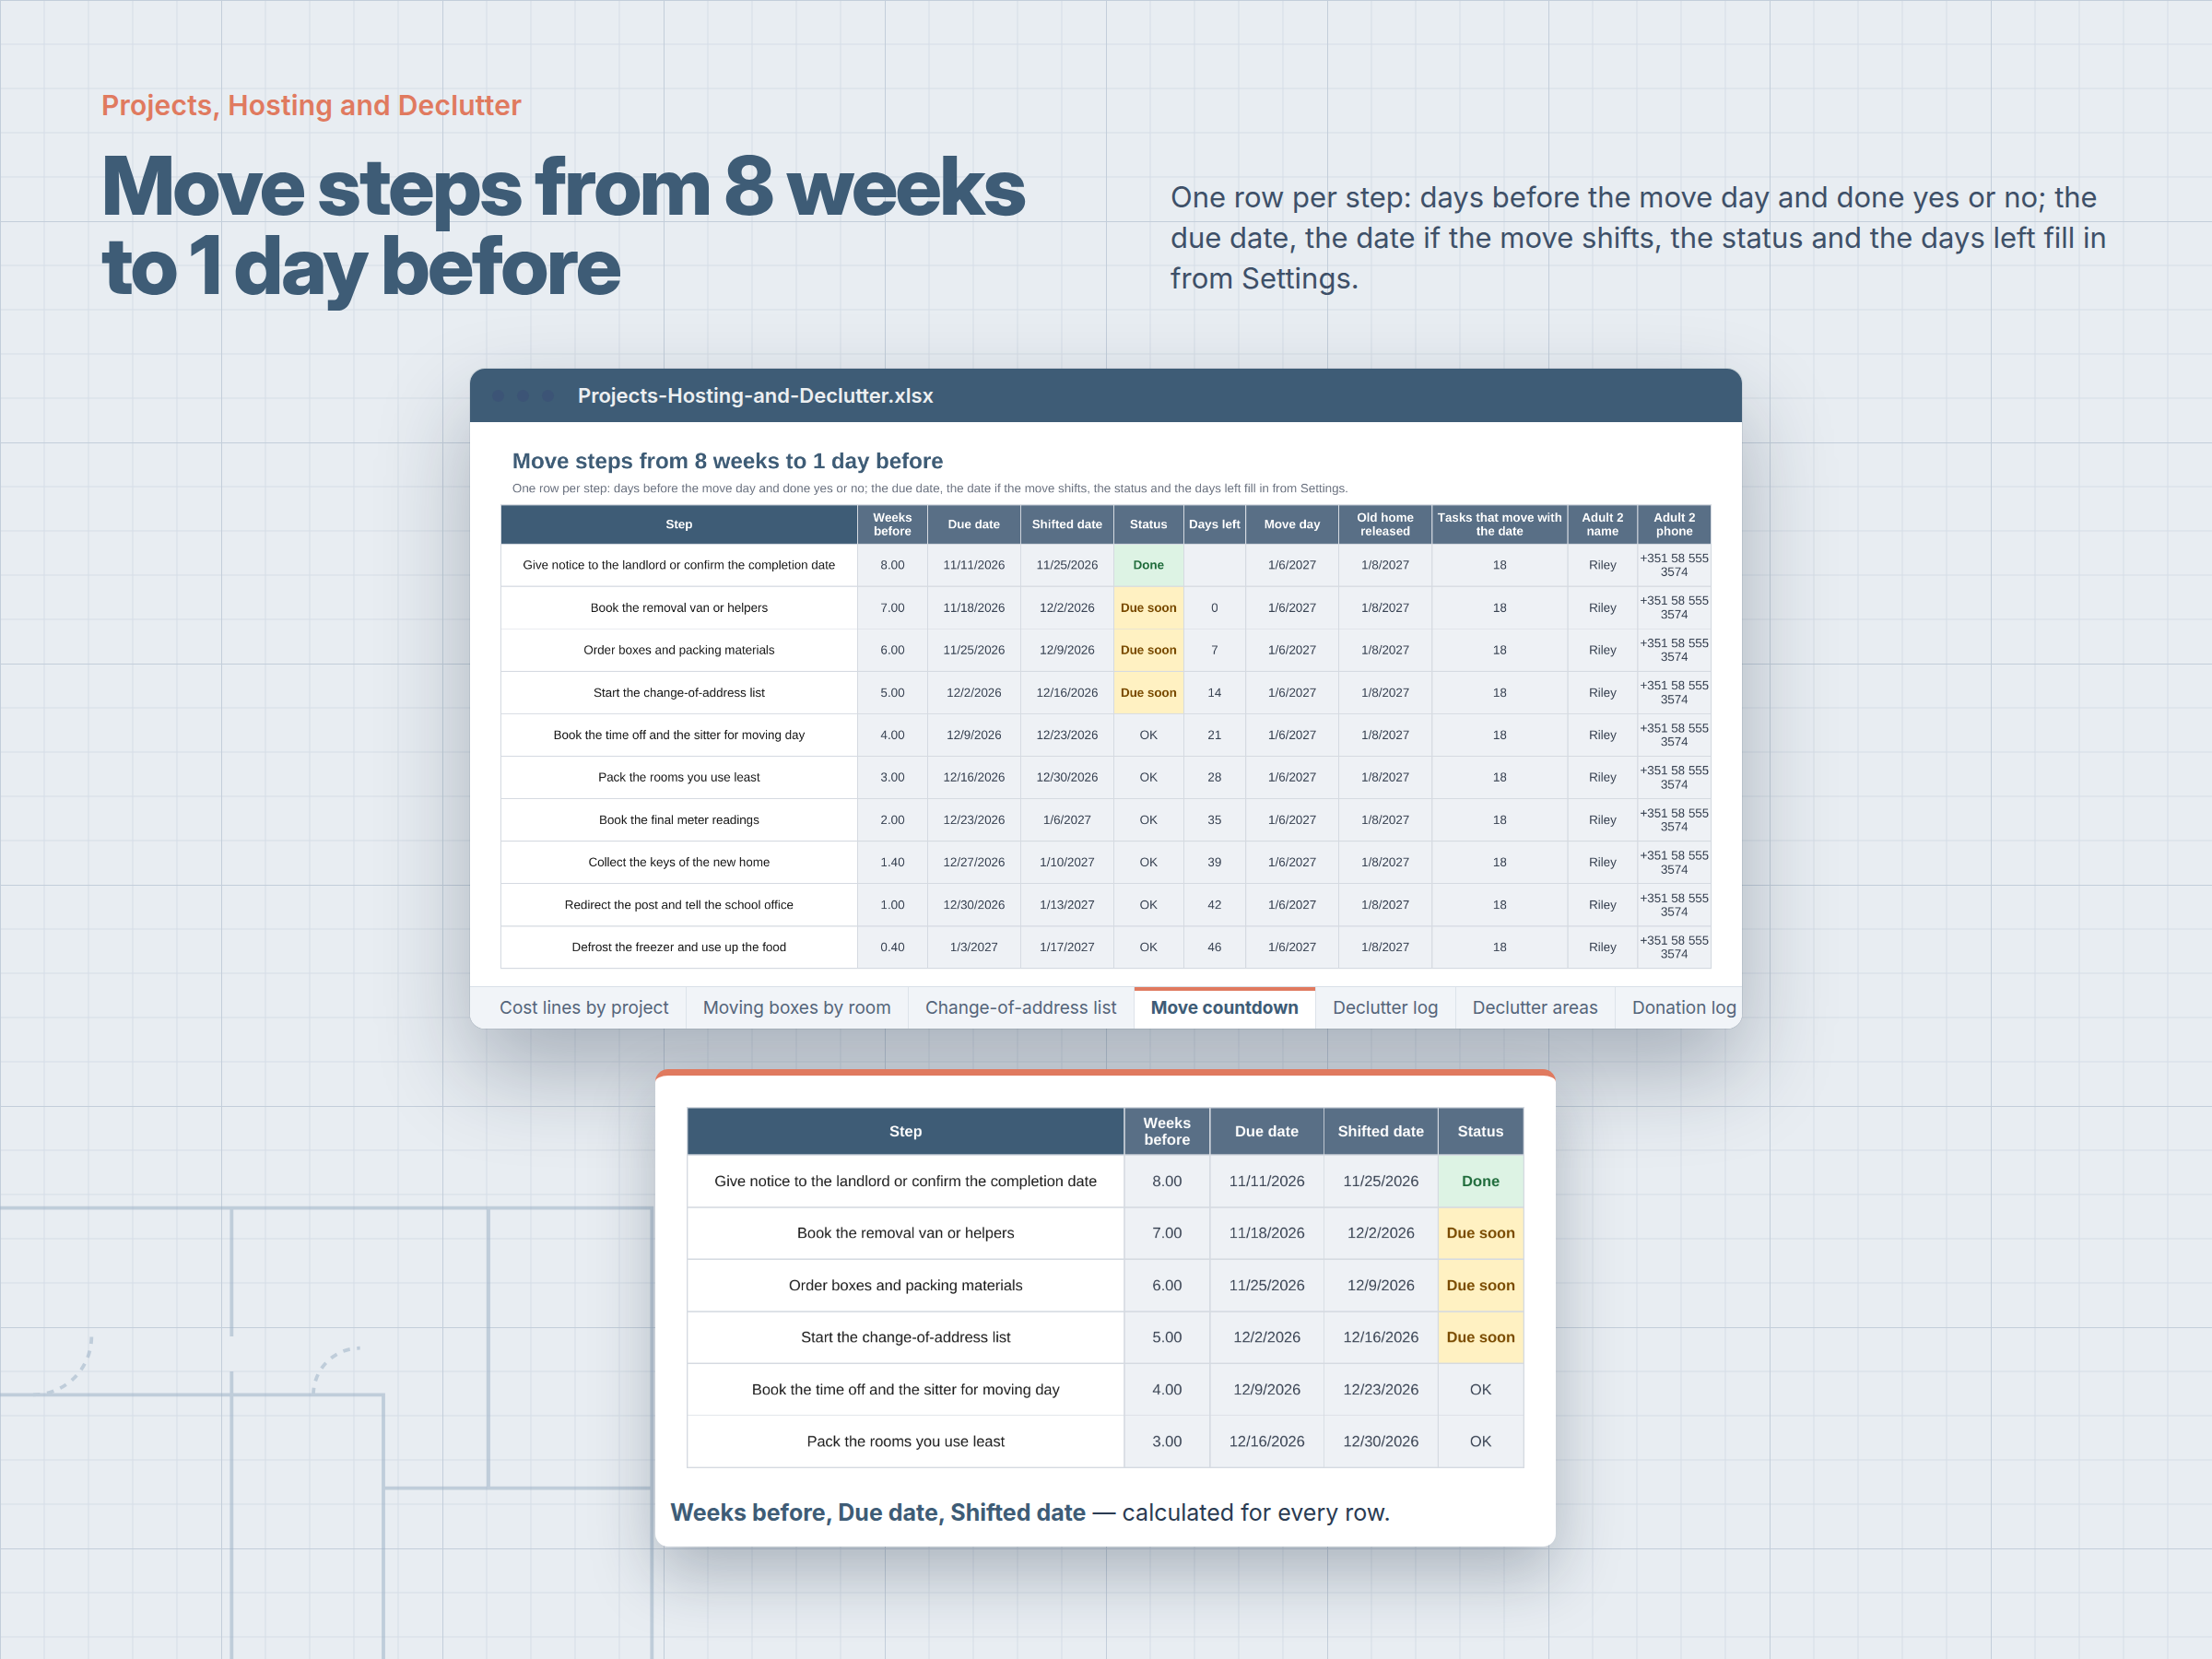 Projects, Hosting and Declutter
Move steps from 8 weeks
to 1 day before
One row per step: days before the move day and done yes or no; the
due date, the date if the move shifts, the status and the days left fill in
from Settings.
Projects-Hosting-and-Declutter.xlsx
Move steps from 8 weeks to 1 day before
One row per step: days before the move day and done yes or no; the due date, the date if the move shifts, the status and the days left fill in from Settings.
Step Weeks before Due date Shifted date Status Days left Move day Old home released Tasks that move with the date Adult 2 name Adult 2 phone
Give notice to the landlord or confirm the completion date 8.00 11/11/2026 11/25/2026 Done 1/6/2027 1/8/2027 18 Riley +351 58 555 3574
Book the removal van or helpers 7.00 11/18/2026 12/2/2026 Due soon 0 1/6/2027 1/8/2027 18 Riley +351 58 555 3574
Order boxes and packing materials 6.00 11/25/2026 12/9/2026 Due soon 7 1/6/2027 1/8/2027 18 Riley +351 58 555 3574
Start the change-of-address list 5.00 12/2/2026 12/16/2026 Due soon 14 1/6/2027 1/8/2027 18 Riley +351 58 555 3574
Book the time off and the sitter for moving day 4.00 12/9/2026 12/23/2026 OK 21 1/6/2027 1/8/2027 18 Riley +351 58 555 3574
Pack the rooms you use least 3.00 12/16/2026 12/30/2026 OK 28 1/6/2027 1/8/2027 18 Riley +351 58 555 3574
Book the final meter readings 2.00 12/23/2026 1/6/2027 OK 35 1/6/2027 1/8/2027 18 Riley +351 58 555 3574
Collect the keys of the new home 1.40 12/27/2026 1/10/2027 OK 39 1/6/2027 1/8/2027 18 Riley +351 58 555 3574
Redirect the post and tell the school office 1.00 12/30/2026 1/13/2027 OK 42 1/6/2027 1/8/2027 18 Riley +351 58 555 3574
Defrost the freezer and use up the food 0.40 1/3/2027 1/17/2027 OK 46 1/6/2027 1/8/2027 18 Riley +351 58 555 3574
Cost lines by project Moving boxes by room Change-of-address list Move countdown Declutter log Declutter areas Donation log
Step Weeks before Due date Shifted date Status
Give notice to the landlord or confirm the completion date 8.00 11/11/2026 11/25/2026 Done
Book the removal van or helpers 7.00 11/18/2026 12/2/2026 Due soon
Order boxes and packing materials 6.00 11/25/2026 12/9/2026 Due soon
Start the change-of-address list 5.00 12/2/2026 12/16/2026 Due soon
Book the time off and the sitter for moving day 4.00 12/9/2026 12/23/2026 OK
Pack the rooms you use least 3.00 12/16/2026 12/30/2026 OK
Weeks before, Due date, Shifted date — calculated for every row.